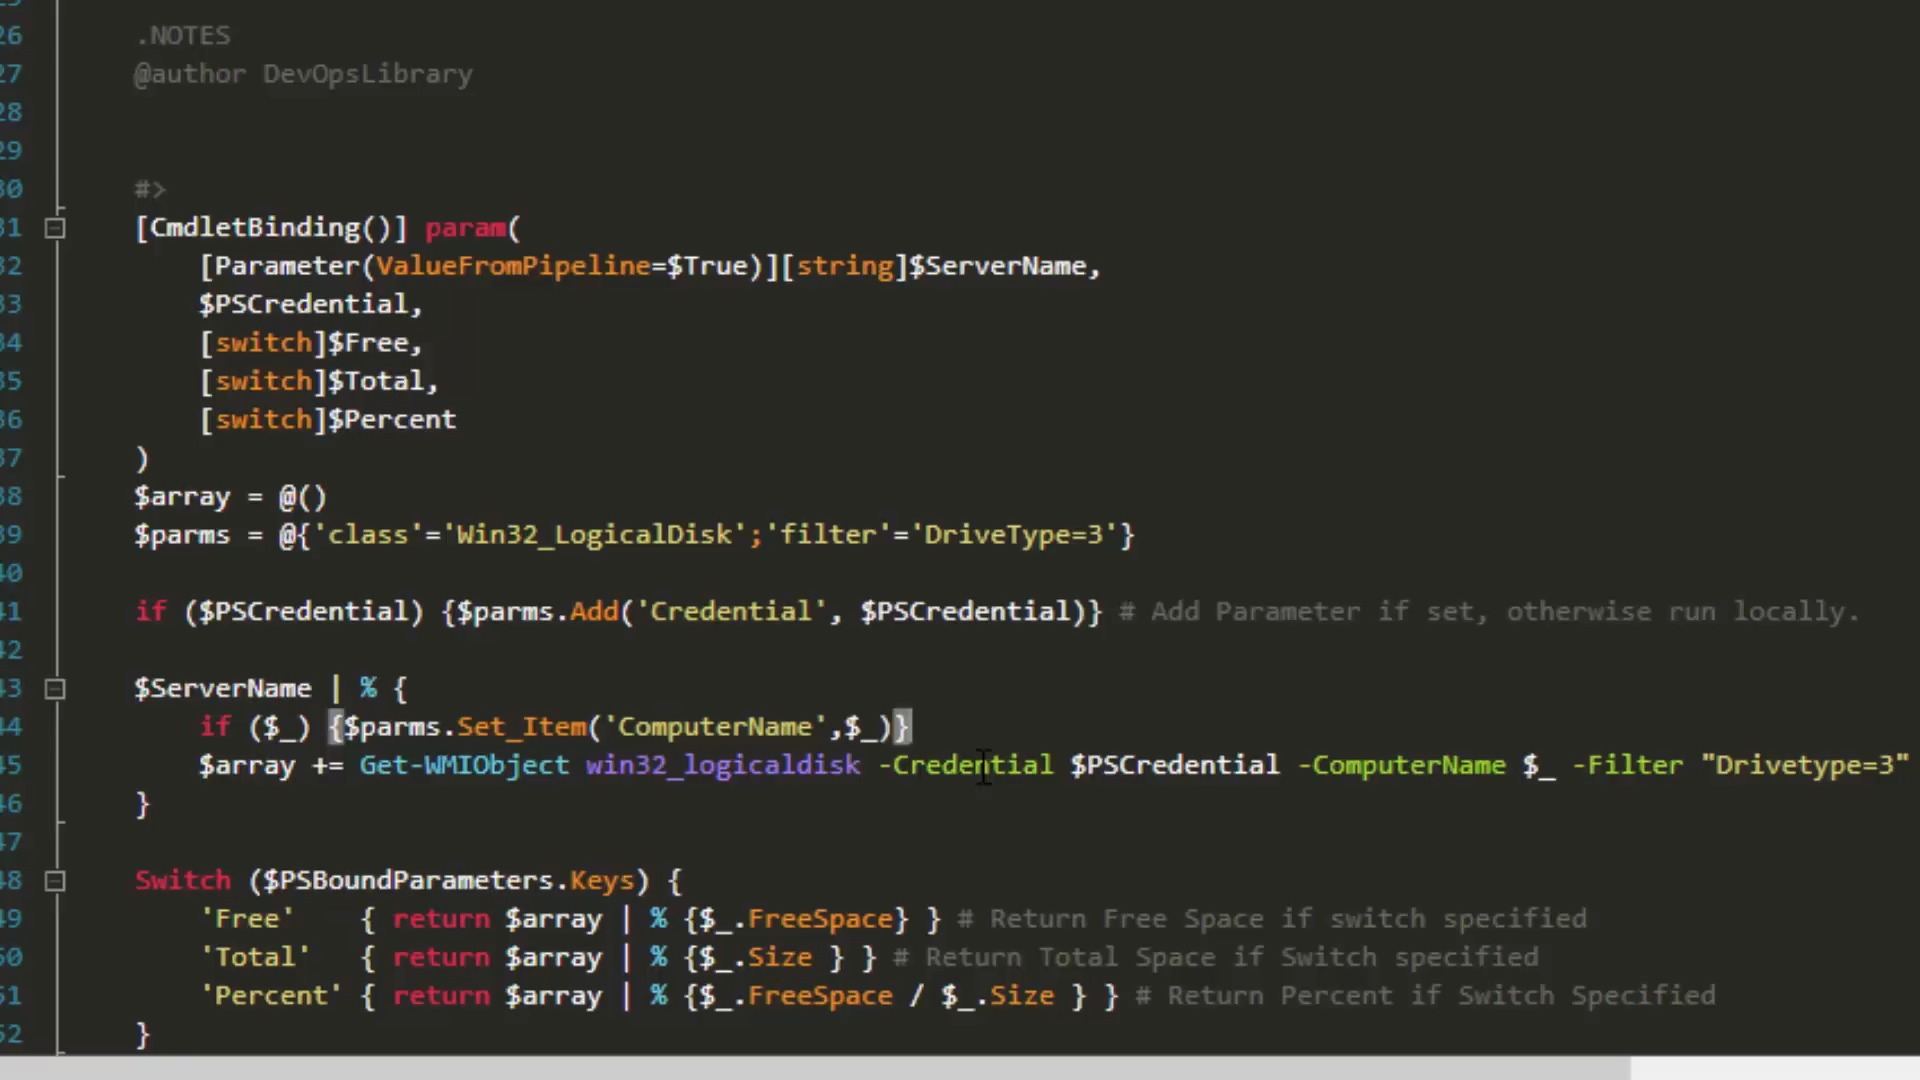 26 .NOTES
27 @author DevOpsLibrary
28
29
30 #>
31 [CmdletBinding()] param(
32 [Parameter(ValueFromPipeline=$True)][string]$ServerName,
33 $PSCredential,
34 [switch]$Free,
35 [switch]$Total,
36 [switch]$Percent
37 )
38 $array = @()
39 $parms = @{'class'='Win32_LogicalDisk';'filter'='DriveType=3'}
40
41 if ($PSCredential) {$parms.Add('Credential', $PSCredential)} # Add Parameter if set, otherwise run locally.
42
43 $ServerName | % {
44 if ($_) {$parms.Set_Item('ComputerName',$_)}
45 $array += Get-WMIObject win32_logicaldisk -Credential $PSCredential -ComputerName $_ -Filter "Drivetype=3"
46 }
47
48 Switch ($PSBoundParameters.Keys) {
49 'Free' { return $array | % {$_.FreeSpace} } # Return Free Space if switch specified
50 'Total' { return $array | % {$_.Size } } # Return Total Space if Switch specified
51 'Percent' { return $array | % {$_.FreeSpace / $_.Size } } # Return Percent if Switch Specified
52 }